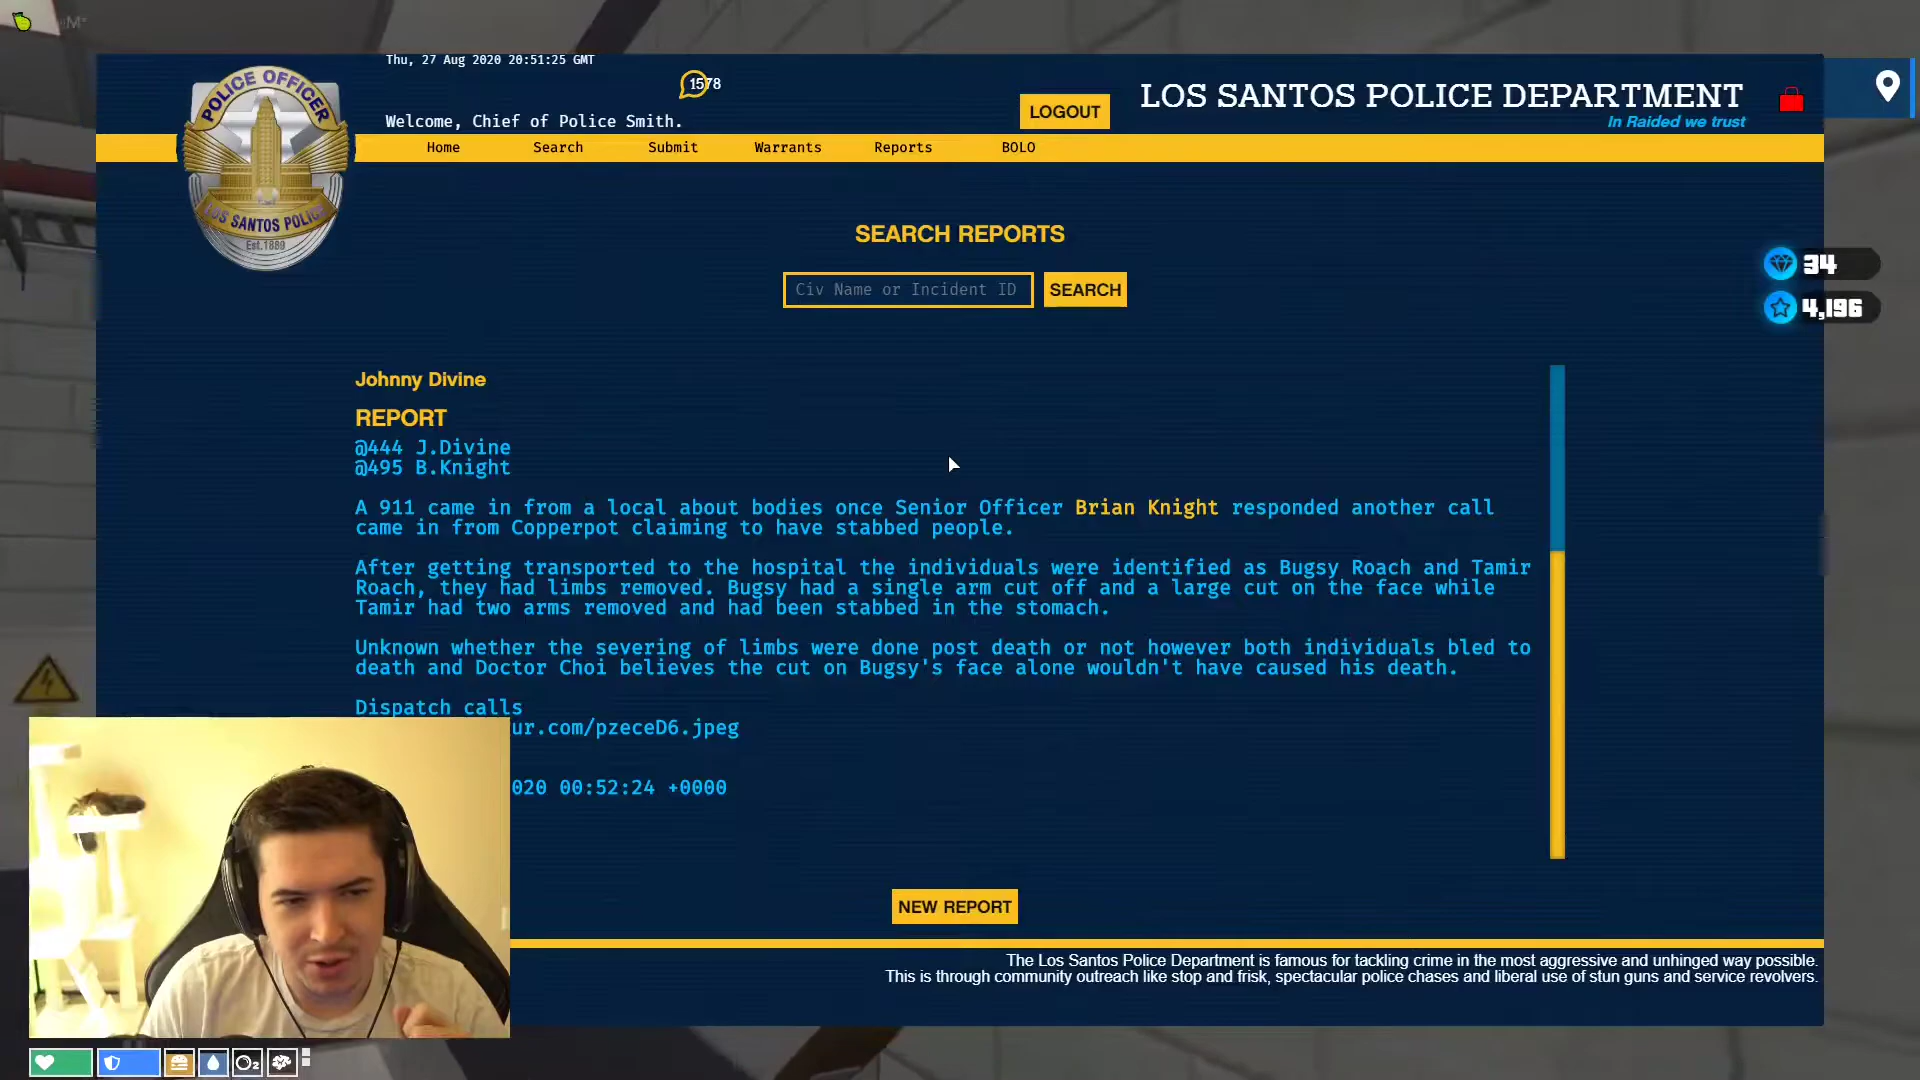 Thu, 27 Aug 2020 20:51:25 GMT
1578
Welcome, Chief of Police Smith.
LOGOUT
LOS SANTOS POLICE DEPARTMENT
In Raided we trust
POLICE OFFICER
LOS SANTOS POLICE
Est.1889
Home
Search
Submit
Warrants
Reports
BOLO
SEARCH REPORTS
Civ Name or Incident ID
SEARCH
34
4,196
Johnny Divine
REPORT
@444 J.Divine
@495 B.Knight
A 911 came in from a local about bodies once Senior Officer Brian Knight responded another call
came in from Copperpot claiming to have stabbed people.
After getting transported to the hospital the individuals were identified as Bugsy Roach and Tamir
Roach, they had limbs removed. Bugsy had a single arm cut off and a large cut on the face while
Tamir had two arms removed and had been stabbed in the stomach.
Unknown whether the severing of limbs were done post death or not however both individuals bled to
death and Doctor Choi believes the cut on Bugsy's face alone wouldn't have caused his death.
Dispatch calls
ur.com/pzeceD6.jpeg
020 00:52:24 +0000
NEW REPORT
The Los Santos Police Department is famous for tackling crime in the most aggressive and unhinged way possible.
This is through community outreach like stop and frisk, spectacular police chases and liberal use of stun guns and service revolvers.
O2